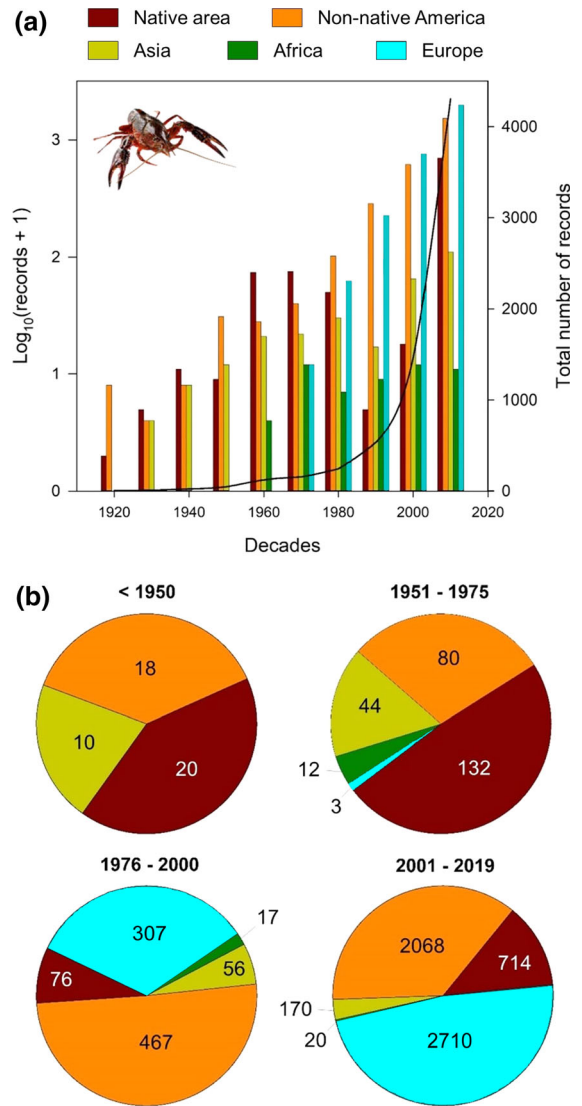 (a)
Native area Non-native America
Asia Africa Europe
Log10(records + 1)
3
2
1
0
4000
3000
2000
1000
0
Total number of records
1920 1940 1960 1980 2000 2020
Decades
(b)
< 1950 1951 - 1975
18
10
20
80
44
12
3
132
1976 - 2000 2001 - 2019
307
17
76
56
467
2068
714
170
20
2710